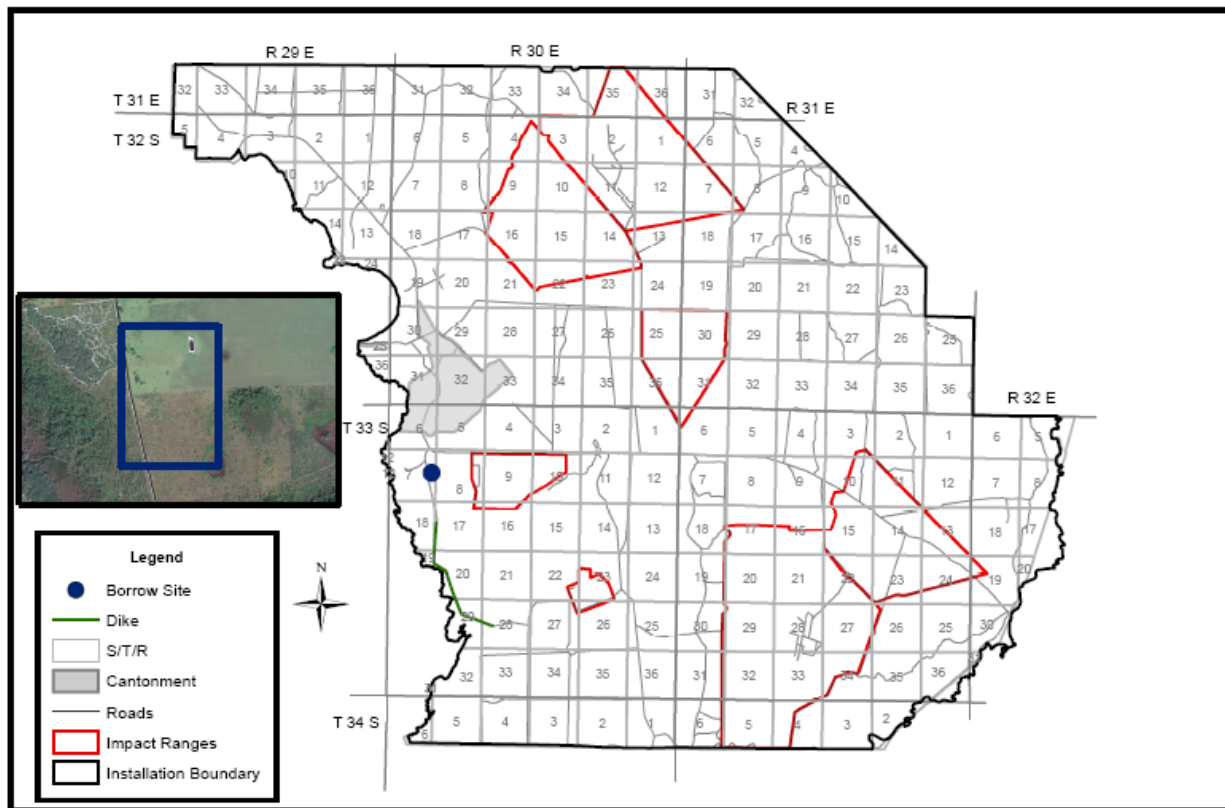 R 29 E
R 30 E
R 31 E
T 31 E
T 32 S
32 33 34 35 36 31 32 33 34 35 36 31 32
5 4 3 2 1 6 5 4 3 2 1 6 5 4
10 11 12 7 8 9 10 11 12 7 8 9 10
14 13 18 17 16 15 14 13 18 17 16 15 14
24 19 20 21 22 23 24 19 20 21 22 23
30 29 28 27 26 25 30 29 28 27 26 25
36 31 32 33 34 35 36 31 32 33 34 35 36
R 32 E
T 33 S
6 5 4 3 2 1 6 5 4 3 2 1 6 5
7 8 9 10 11 12 7 8 9 10 11 12 7 8
18 17 16 15 14 13 18 17 16 15 14 13 18 17
19 20 21 22 23 24 19 20 21 22 23 24 19 20
29 28 27 26 25 30 29 28 27 26 25 30
32 33 34 35 36 31 32 33 34 35 36
T 34 S
6 5 4 3 2 1 6 5 4 3 2
N
Legend
Borrow Site
Dike
S/T/R
Cantonment
Roads
Impact Ranges
Installation Boundary